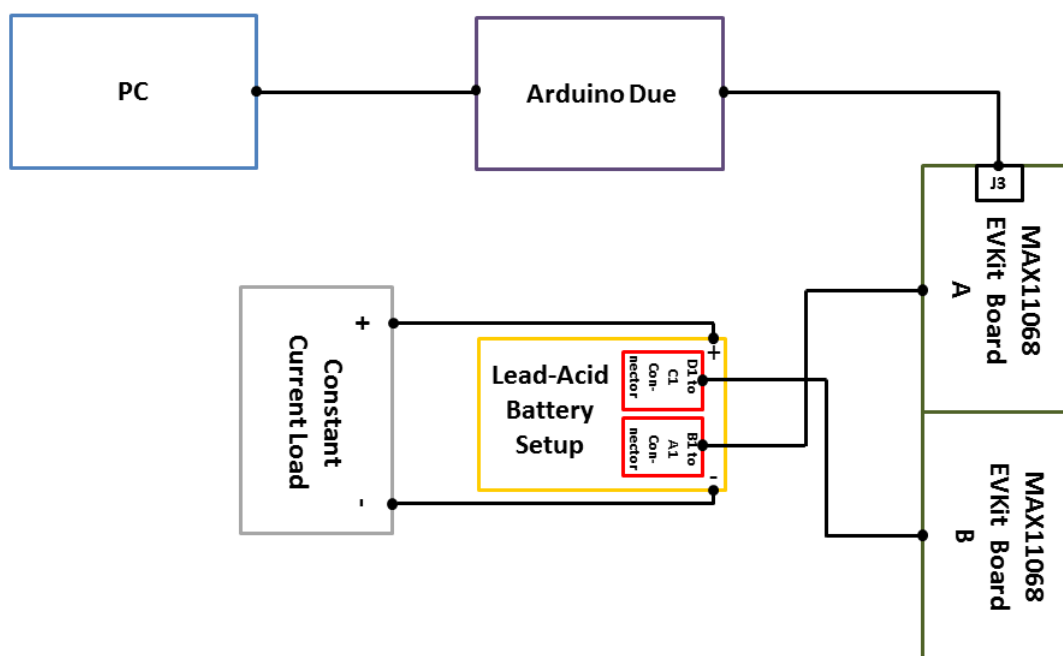 PC
Arduino Due
J3
MAX11068
EVKit Board
A
+
Constant
Current Load
-
Lead-Acid
Battery
Setup
+
D1 to
C1
Con-
nector
B1 to
A1
Con-
nector
-
MAX11068
EVKit Board
B